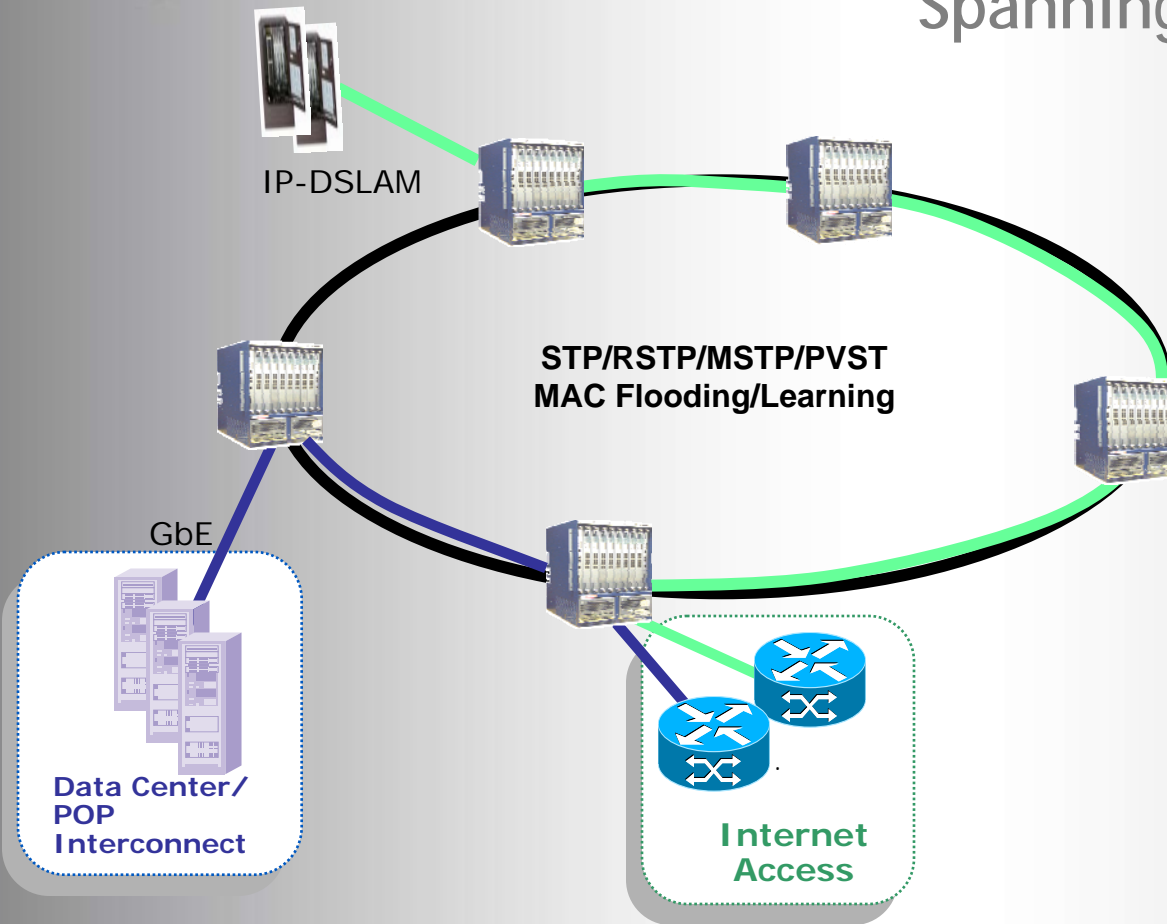 Spanning
IP-DSLAM
STP/RSTP/MSTP/PVST
MAC Flooding/Learning
GbE
Data Center/
POP
Interconnect
.
Internet
Access